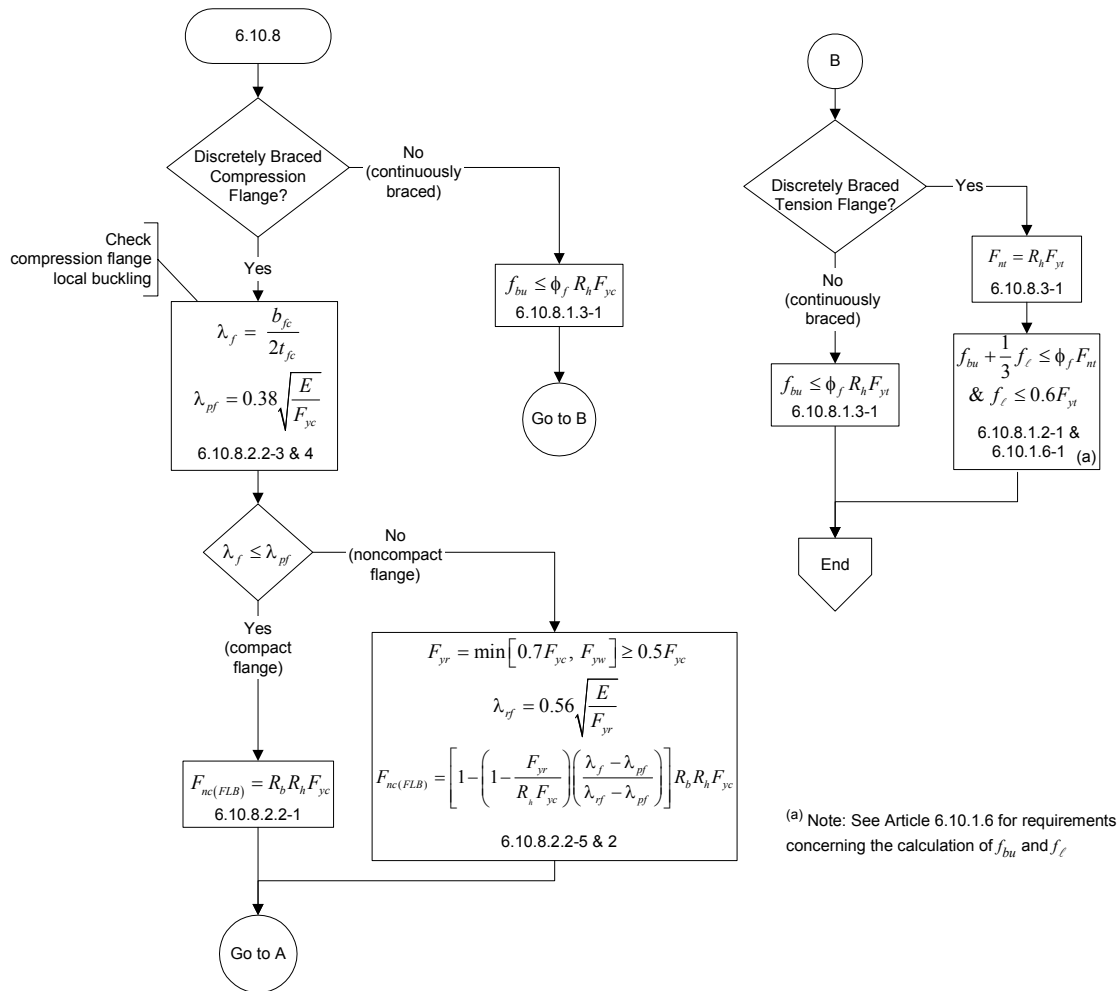 6.10.8
Discretely Braced
Compression
Flange?
No
(continuously
braced)
Check
compression flange
local buckling
Yes
λ_f = b_fc / 2t_fc
λ_pf = 0.38 √(E / F_yc)
6.10.8.2.2-3 & 4
f_bu ≤ ϕ_f R_h F_yc
6.10.8.1.3-1
Go to B
λ_f ≤ λ_pf
No
(noncompact
flange)
Yes
(compact
flange)
F_nc(FLB) = R_b R_h F_yc
6.10.8.2.2-1
F_yr = min[0.7F_yc, F_yw] ≥ 0.5F_yc
λ_rf = 0.56 √(E / F_yr)
F_nc(FLB) = [1 − (1 − F_yr / R_h F_yc)((λ_f − λ_pf) / (λ_rf − λ_pf))] R_b R_h F_yc
6.10.8.2.2-5 & 2
Go to A
B
Discretely Braced
Tension Flange?
Yes
No
(continuously
braced)
F_nt = R_h F_yt
6.10.8.3-1
f_bu + 1/3 f_ℓ ≤ ϕ_f F_nt
& f_ℓ ≤ 0.6F_yt
6.10.8.1.2-1 &
6.10.1.6-1
(a)
f_bu ≤ ϕ_f R_h F_yt
6.10.8.1.3-1
End
(a) Note: See Article 6.10.1.6 for requirements
concerning the calculation of f_bu and f_ℓ